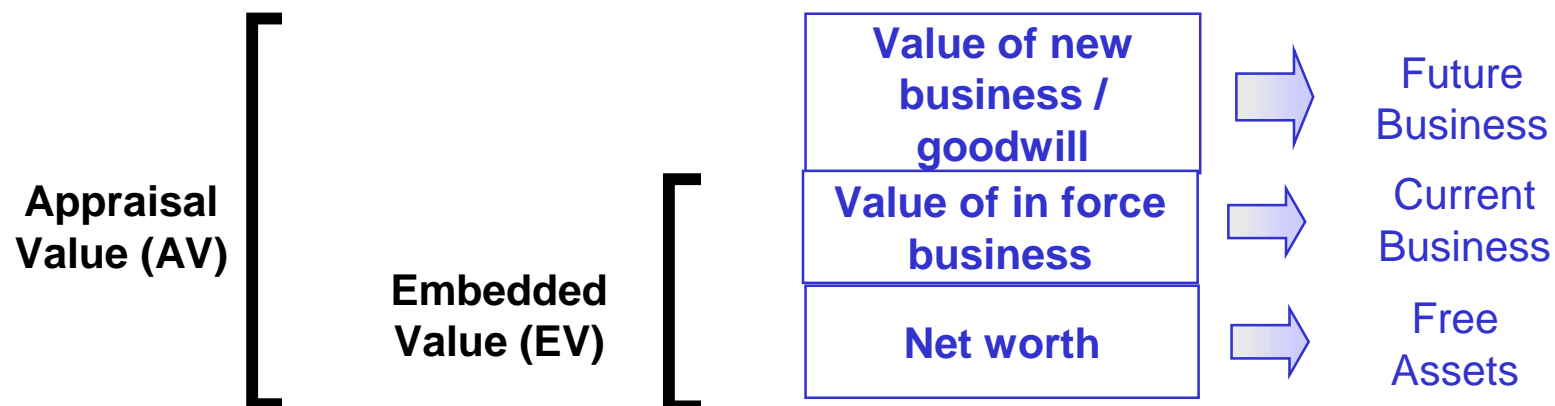 Appraisal
Value (AV)
Embedded
Value (EV)
Value of new
business /
goodwill
Value of in force
business
Net worth
Future
Business
Current
Business
Free
Assets